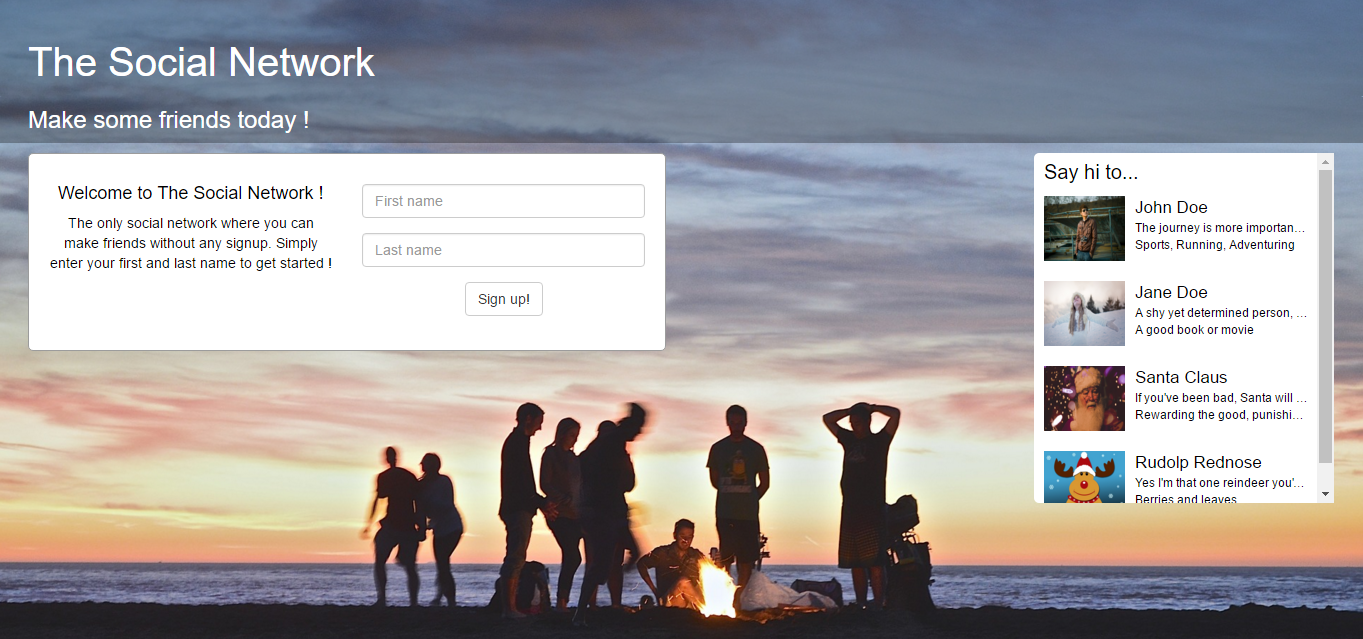 The Social Network
Make some friends today !
Welcome to The Social Network !
The only social network where you can
make friends without any signup. Simply
enter your first and last name to get started !
First name
Last name
Sign up!
Say hi to...
John Doe
The journey is more importan...
Sports, Running, Adventuring
Jane Doe
A shy yet determined person, ...
A good book or movie
Santa Claus
If you've been bad, Santa will ...
Rewarding the good, punishi...
Rudolp Rednose
Yes I'm that one reindeer you'...
Berries and leaves